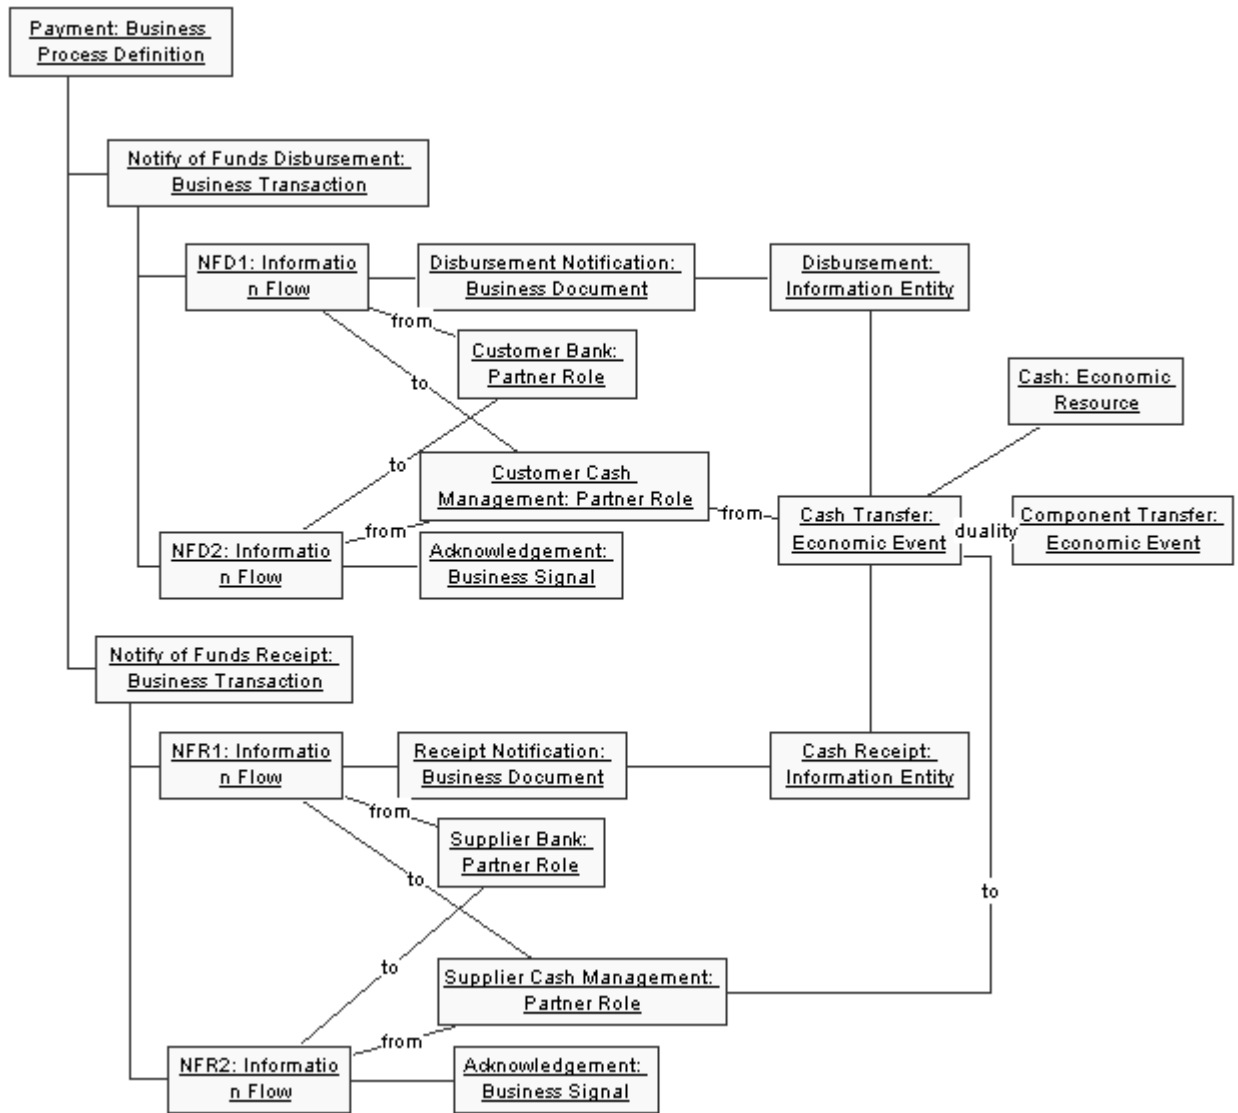 Payment: Business
Process Definition
Notify of Funds Disbursement:
Business Transaction
NFD1: Informatio
n Flow
Disbursement Notification:
Business Document
Disbursement:
Information Entity
from
Customer Bank:
Partner Role
to
Cash: Economic
Resource
to
Customer Cash
Management: Partner Role
from
Cash Transfer:
Economic Event
duality
Component Transfer:
Economic Event
from
NFD2: Informatio
n Flow
Acknowledgement:
Business Signal
Notify of Funds Receipt:
Business Transaction
NFR1: Informatio
n Flow
Receipt Notification:
Business Document
Cash Receipt:
Information Entity
from
Supplier Bank:
Partner Role
to
to
to
Supplier Cash Management:
Partner Role
from
NFR2: Informatio
n Flow
Acknowledgement:
Business Signal